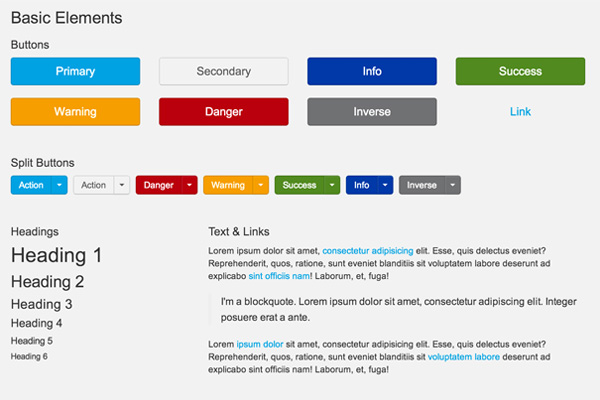 Basic Elements
Buttons
Primary Secondary Info Success
Warning Danger Inverse Link
Split Buttons
Action Action Danger Warning Success Info Inverse
Headings
Heading 1
Heading 2
Heading 3
Heading 4
Heading 5
Heading 6
Text & Links
Lorem ipsum dolor sit amet, consectetur adipisicing elit. Esse, quis delectus eveniet?
Reprehenderit, quos, ratione, sunt eveniet blanditiis sit voluptatem labore deserunt ad
explicabo sint officiis nam! Laborum, et, fuga!
I'm a blockquote. Lorem ipsum dolor sit amet, consectetur adipiscing elit. Integer
posuere erat a ante.
Lorem ipsum dolor sit amet, consectetur adipisicing elit. Esse, quis delectus eveniet?
Reprehenderit, quos, ratione, sunt eveniet blanditiis sit voluptatem labore deserunt ad
explicabo sint officiis nam! Laborum, et, fuga!